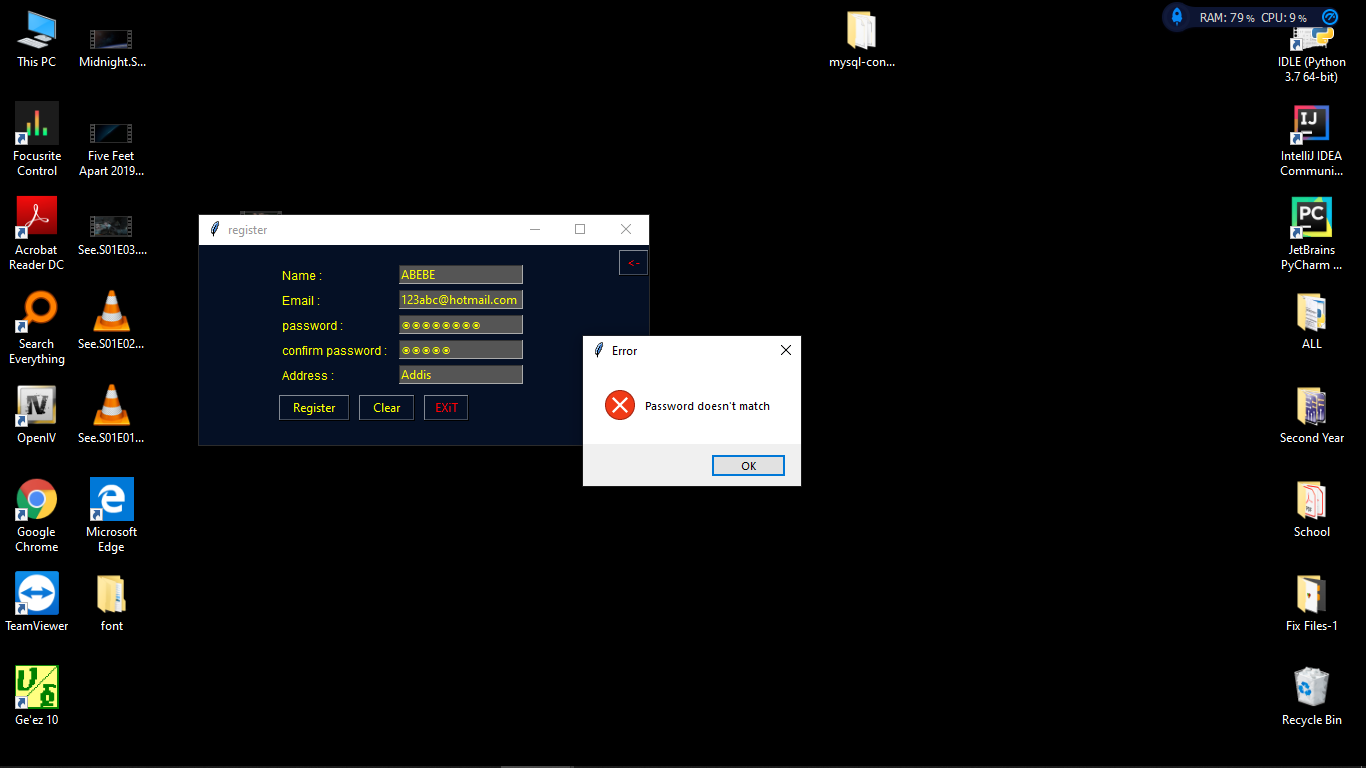 This PC
Midnight.S...
mysql-con...
RAM: 79 % CPU: 9 %
IDLE (Python
3.7 64-bit)
Focusrite
Control
Five Feet
Apart 2019...
IJ
IntelliJ IDEA
Communi...
Acrobat
Reader DC
See.S01E03....
PC
JetBrains
PyCharm ...
Search
Everything
See.S01E02...
ALL
OpenIV
See.S01E01...
Second Year
Google
Chrome
Microsoft
Edge
School
TeamViewer
font
Fix Files-1
Ge'ez 10
Recycle Bin
register
<-
Name :
ABEBE
Email :
123abc@hotmail.com
password :
confirm password :
Address :
Addis
Register
Clear
EXiT
Error
Password doesn't match
OK